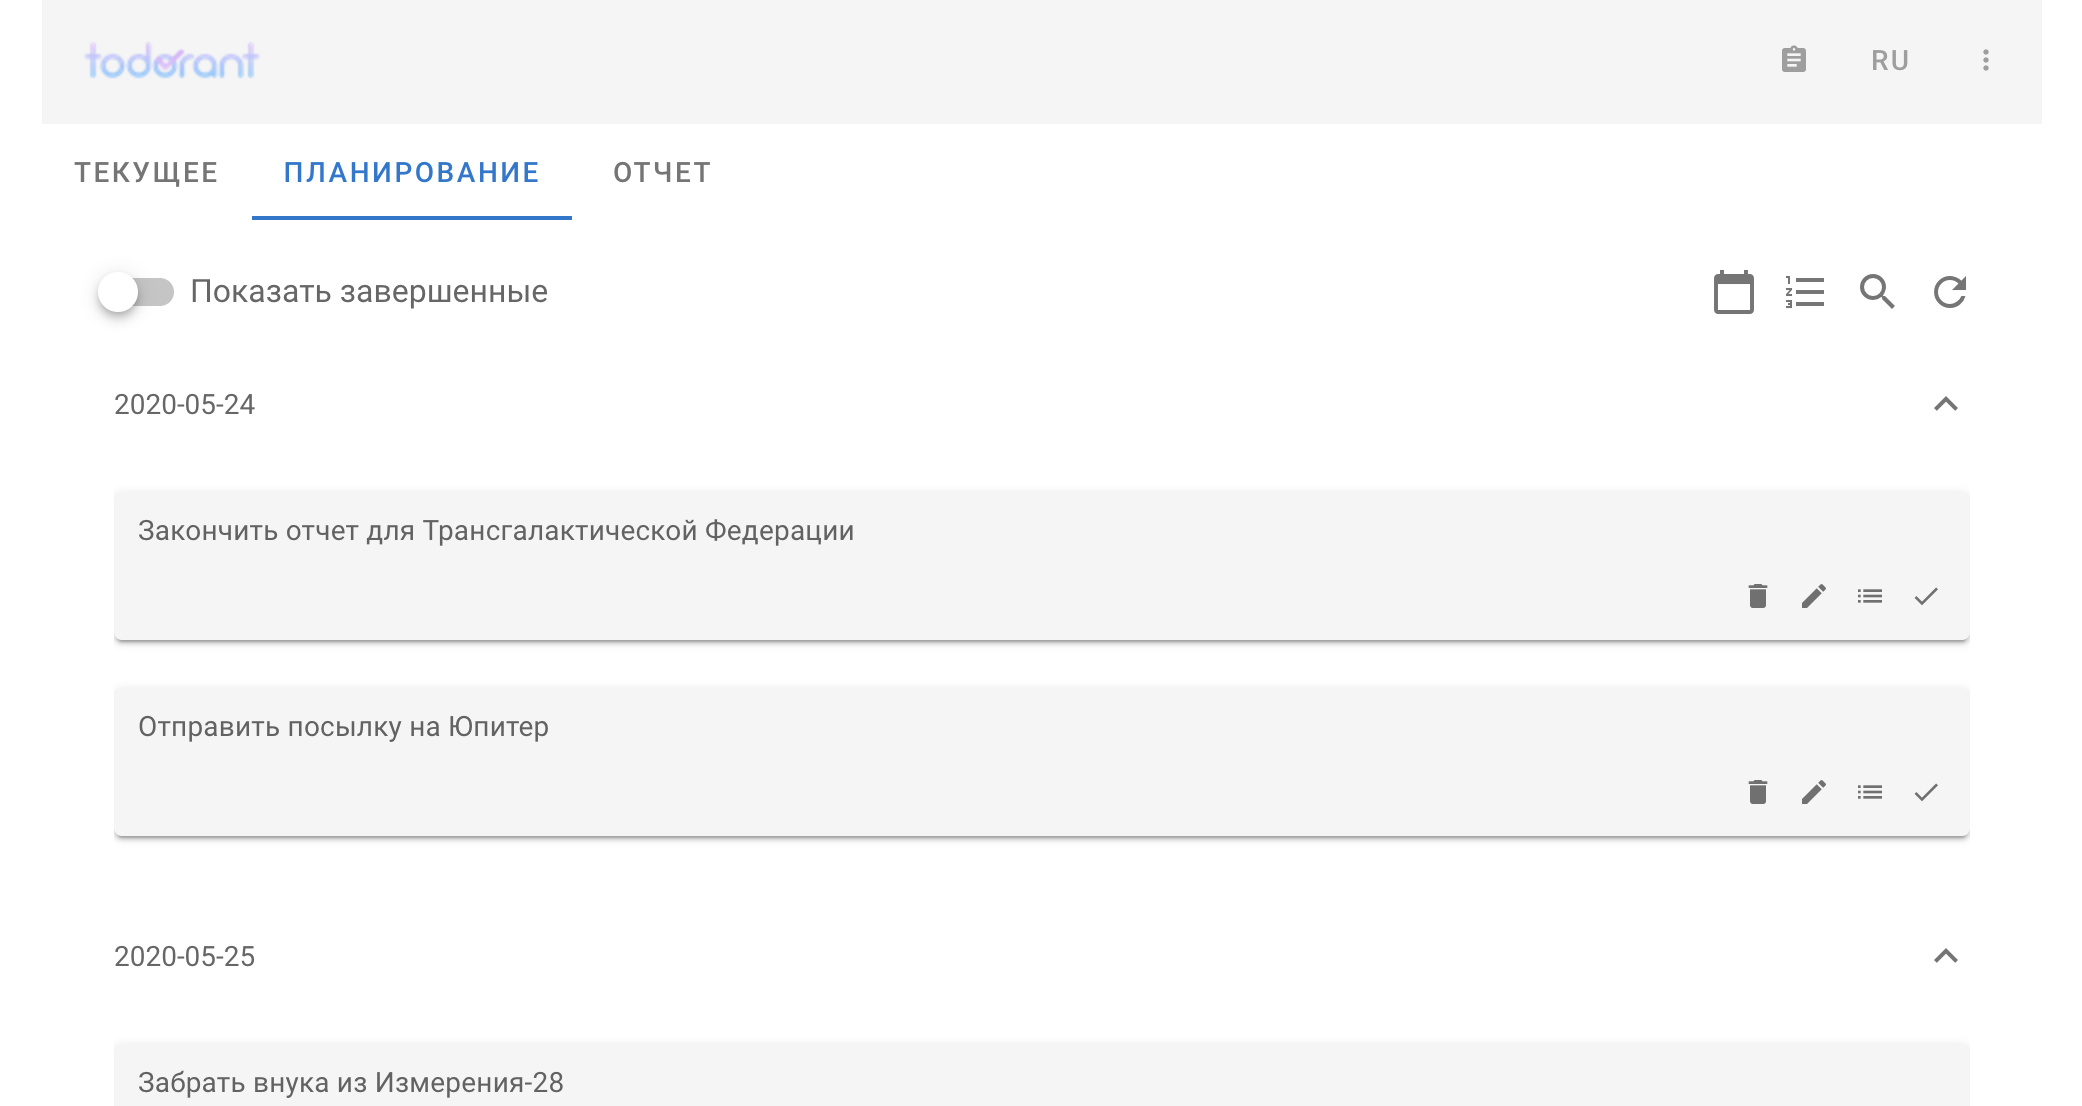 todorant
RU
ТЕКУЩЕЕ ПЛАНИРОВАНИЕ ОТЧЕТ
Показать завершенные
2020-05-24
Закончить отчет для Трансгалактической Федерации
Отправить посылку на Юпитер
2020-05-25
Забрать внука из Измерения-28